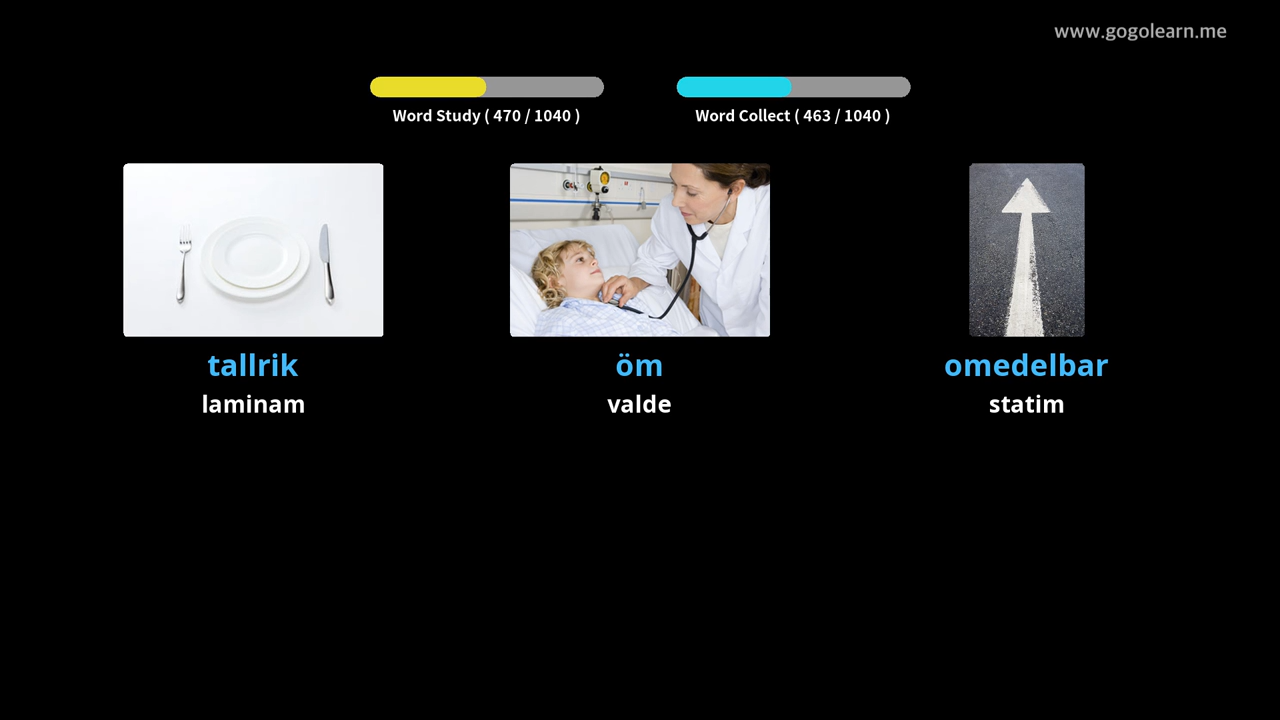 www.gogolearn.me
Word Study ( 470 / 1040 )
Word Collect ( 463 / 1040 )
tallrik
laminam
öm
valde
omedelbar
statim